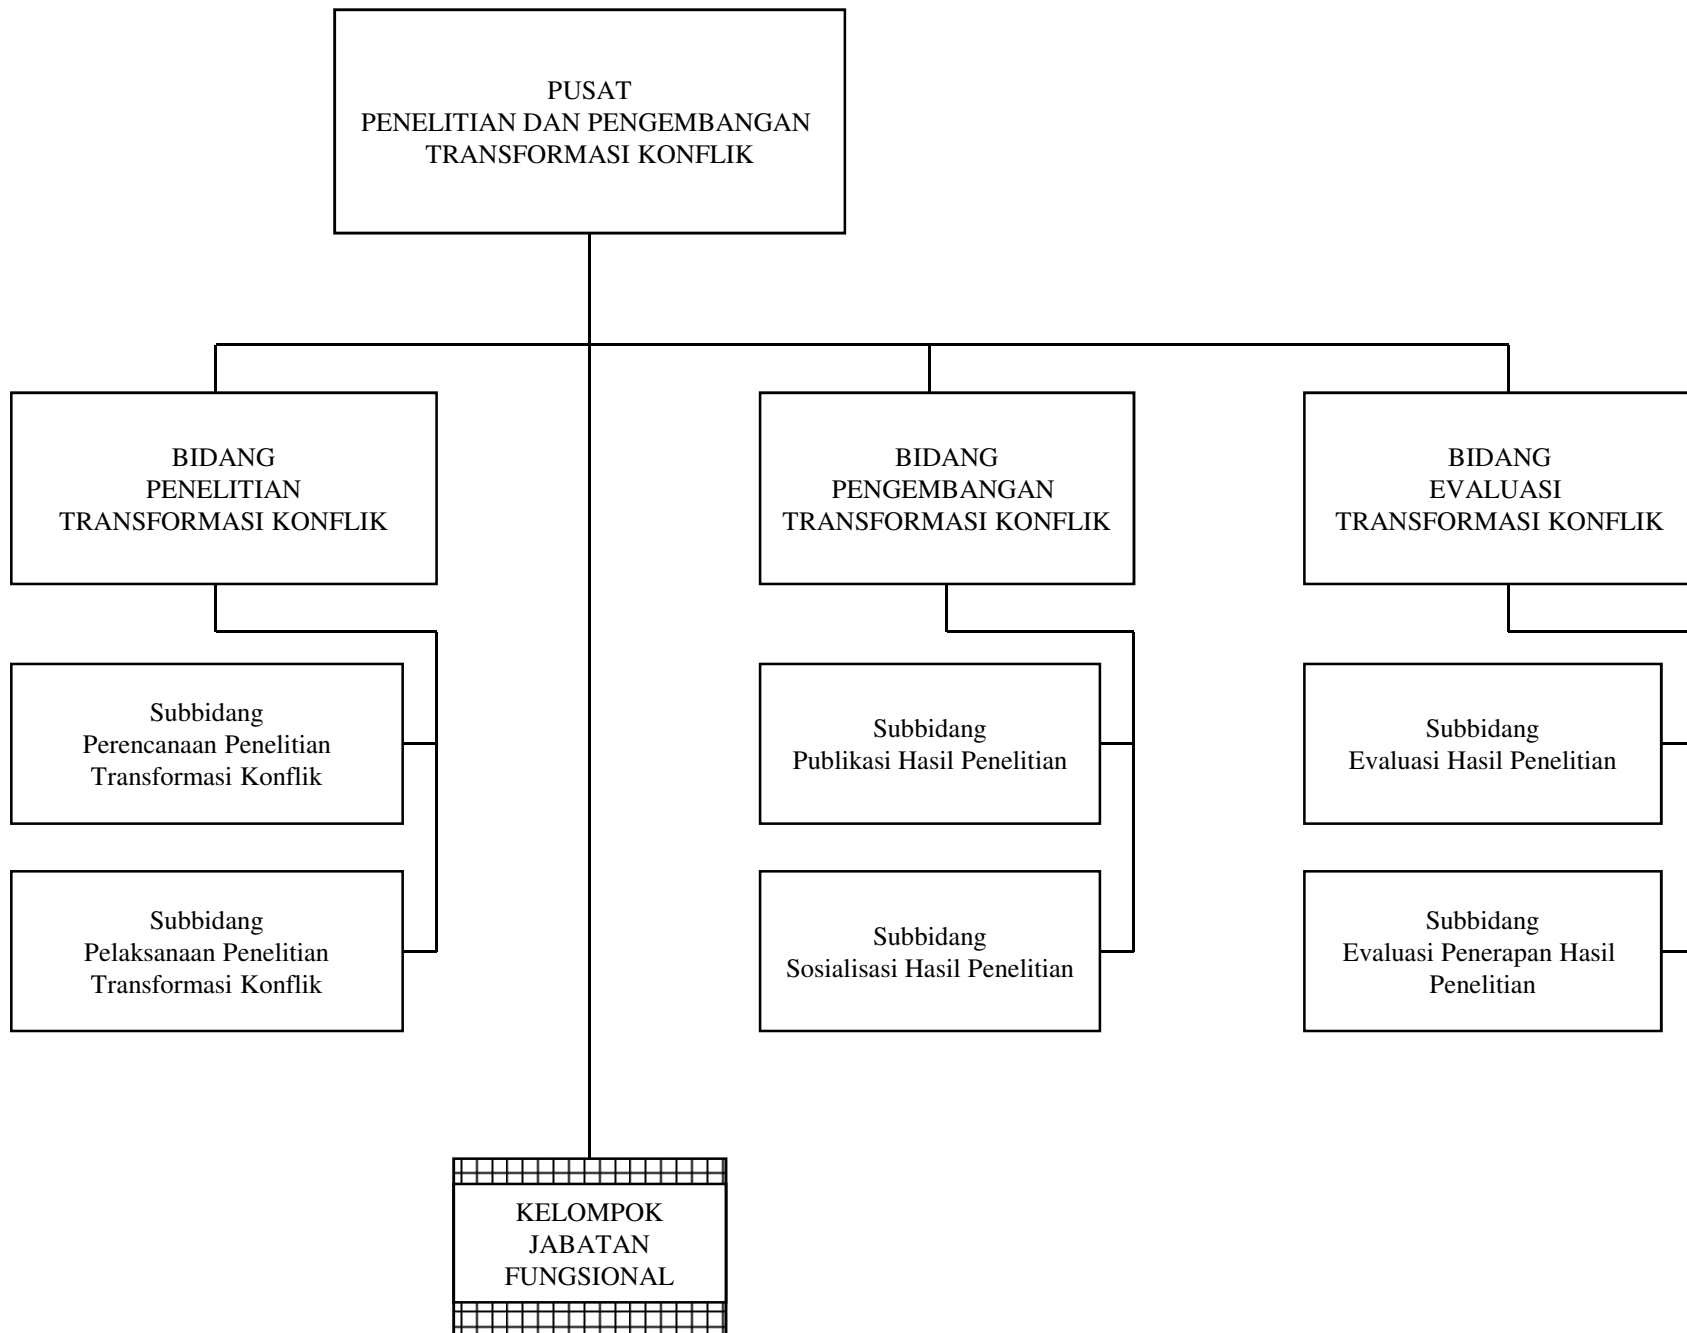 PUSAT
PENELITIAN DAN PENGEMBANGAN
TRANSFORMASI KONFLIK
BIDANG
PENELITIAN
TRANSFORMASI KONFLIK
BIDANG
PENGEMBANGAN
TRANSFORMASI KONFLIK
BIDANG
EVALUASI
TRANSFORMASI KONFLIK
Subbidang
Perencanaan Penelitian
Transformasi Konflik
Subbidang
Publikasi Hasil Penelitian
Subbidang
Evaluasi Hasil Penelitian
Subbidang
Pelaksanaan Penelitian
Transformasi Konflik
Subbidang
Sosialisasi Hasil Penelitian
Subbidang
Evaluasi Penerapan Hasil
Penelitian
KELOMPOK
JABATAN
FUNGSIONAL